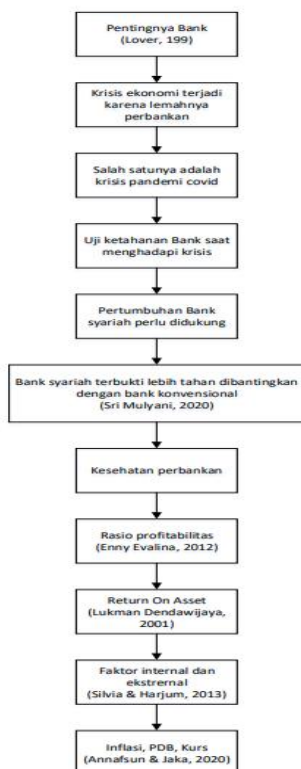 Pentingnya Bank
(Lover, 199)
Krisis ekonomi terjadi
karena lemahnya
perbankan
Salah satunya adalah
krisis pandemi covid
Uji ketahanan Bank saat
menghadapi krisis
Pertumbuhan Bank
syariah perlu didukung
Bank syariah terbukti lebih tahan dibantingkan
dengan bank konvensional
(Sri Mulyani, 2020)
Kesehatan perbankan
Rasio profitabilitas
(Enny Evalina, 2012)
Return On Asset
(Lukman Dendawijaya,
2001)
Faktor internal dan
ekstrernal
(Silvia & Harjum, 2013)
Inflasi, PDB, Kurs
(Annafsun & Jaka, 2020)